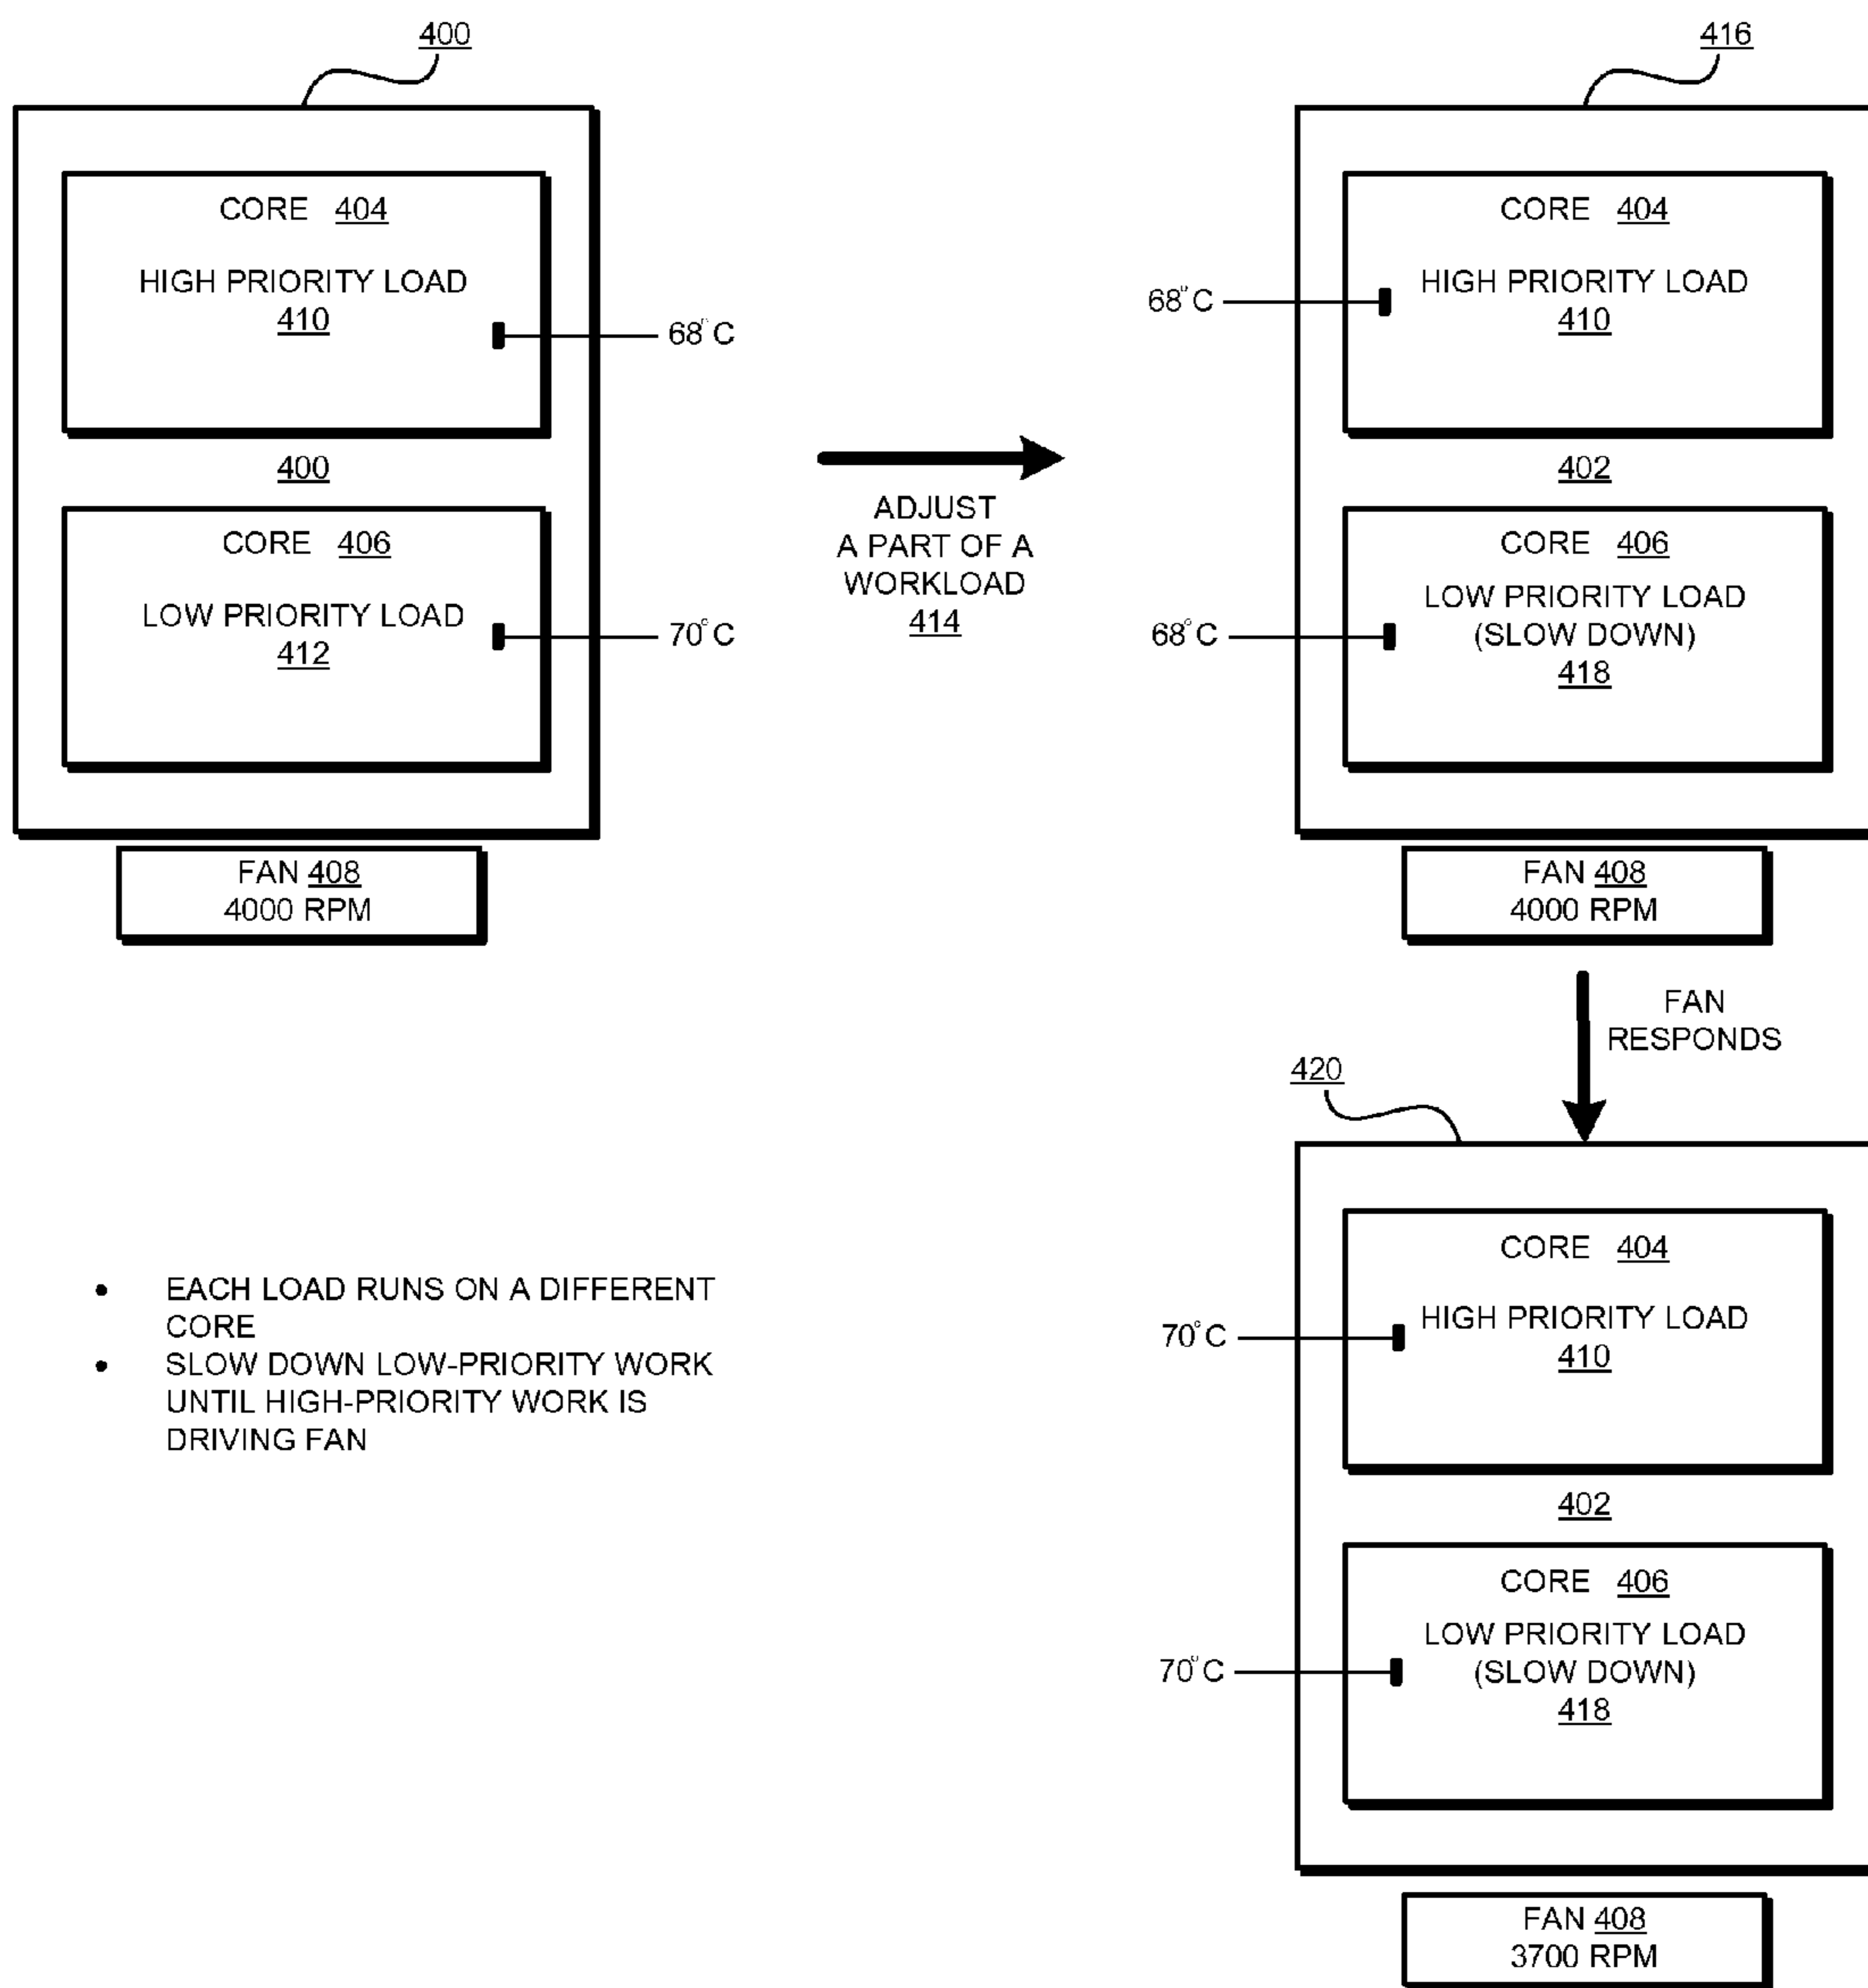 400
CORE 404
HIGH PRIORITY LOAD
410
68°C
400
CORE 406
LOW PRIORITY LOAD
412
70°C
FAN 408
4000 RPM
ADJUST
A PART OF A
WORKLOAD
414
416
CORE 404
HIGH PRIORITY LOAD
410
68°C
402
CORE 406
LOW PRIORITY LOAD
(SLOW DOWN)
418
68°C
FAN 408
4000 RPM
FAN
RESPONDS
420
CORE 404
HIGH PRIORITY LOAD
410
70°C
402
CORE 406
LOW PRIORITY LOAD
(SLOW DOWN)
418
70°C
FAN 408
3700 RPM
• EACH LOAD RUNS ON A DIFFERENT
CORE
• SLOW DOWN LOW-PRIORITY WORK
UNTIL HIGH-PRIORITY WORK IS
DRIVING FAN